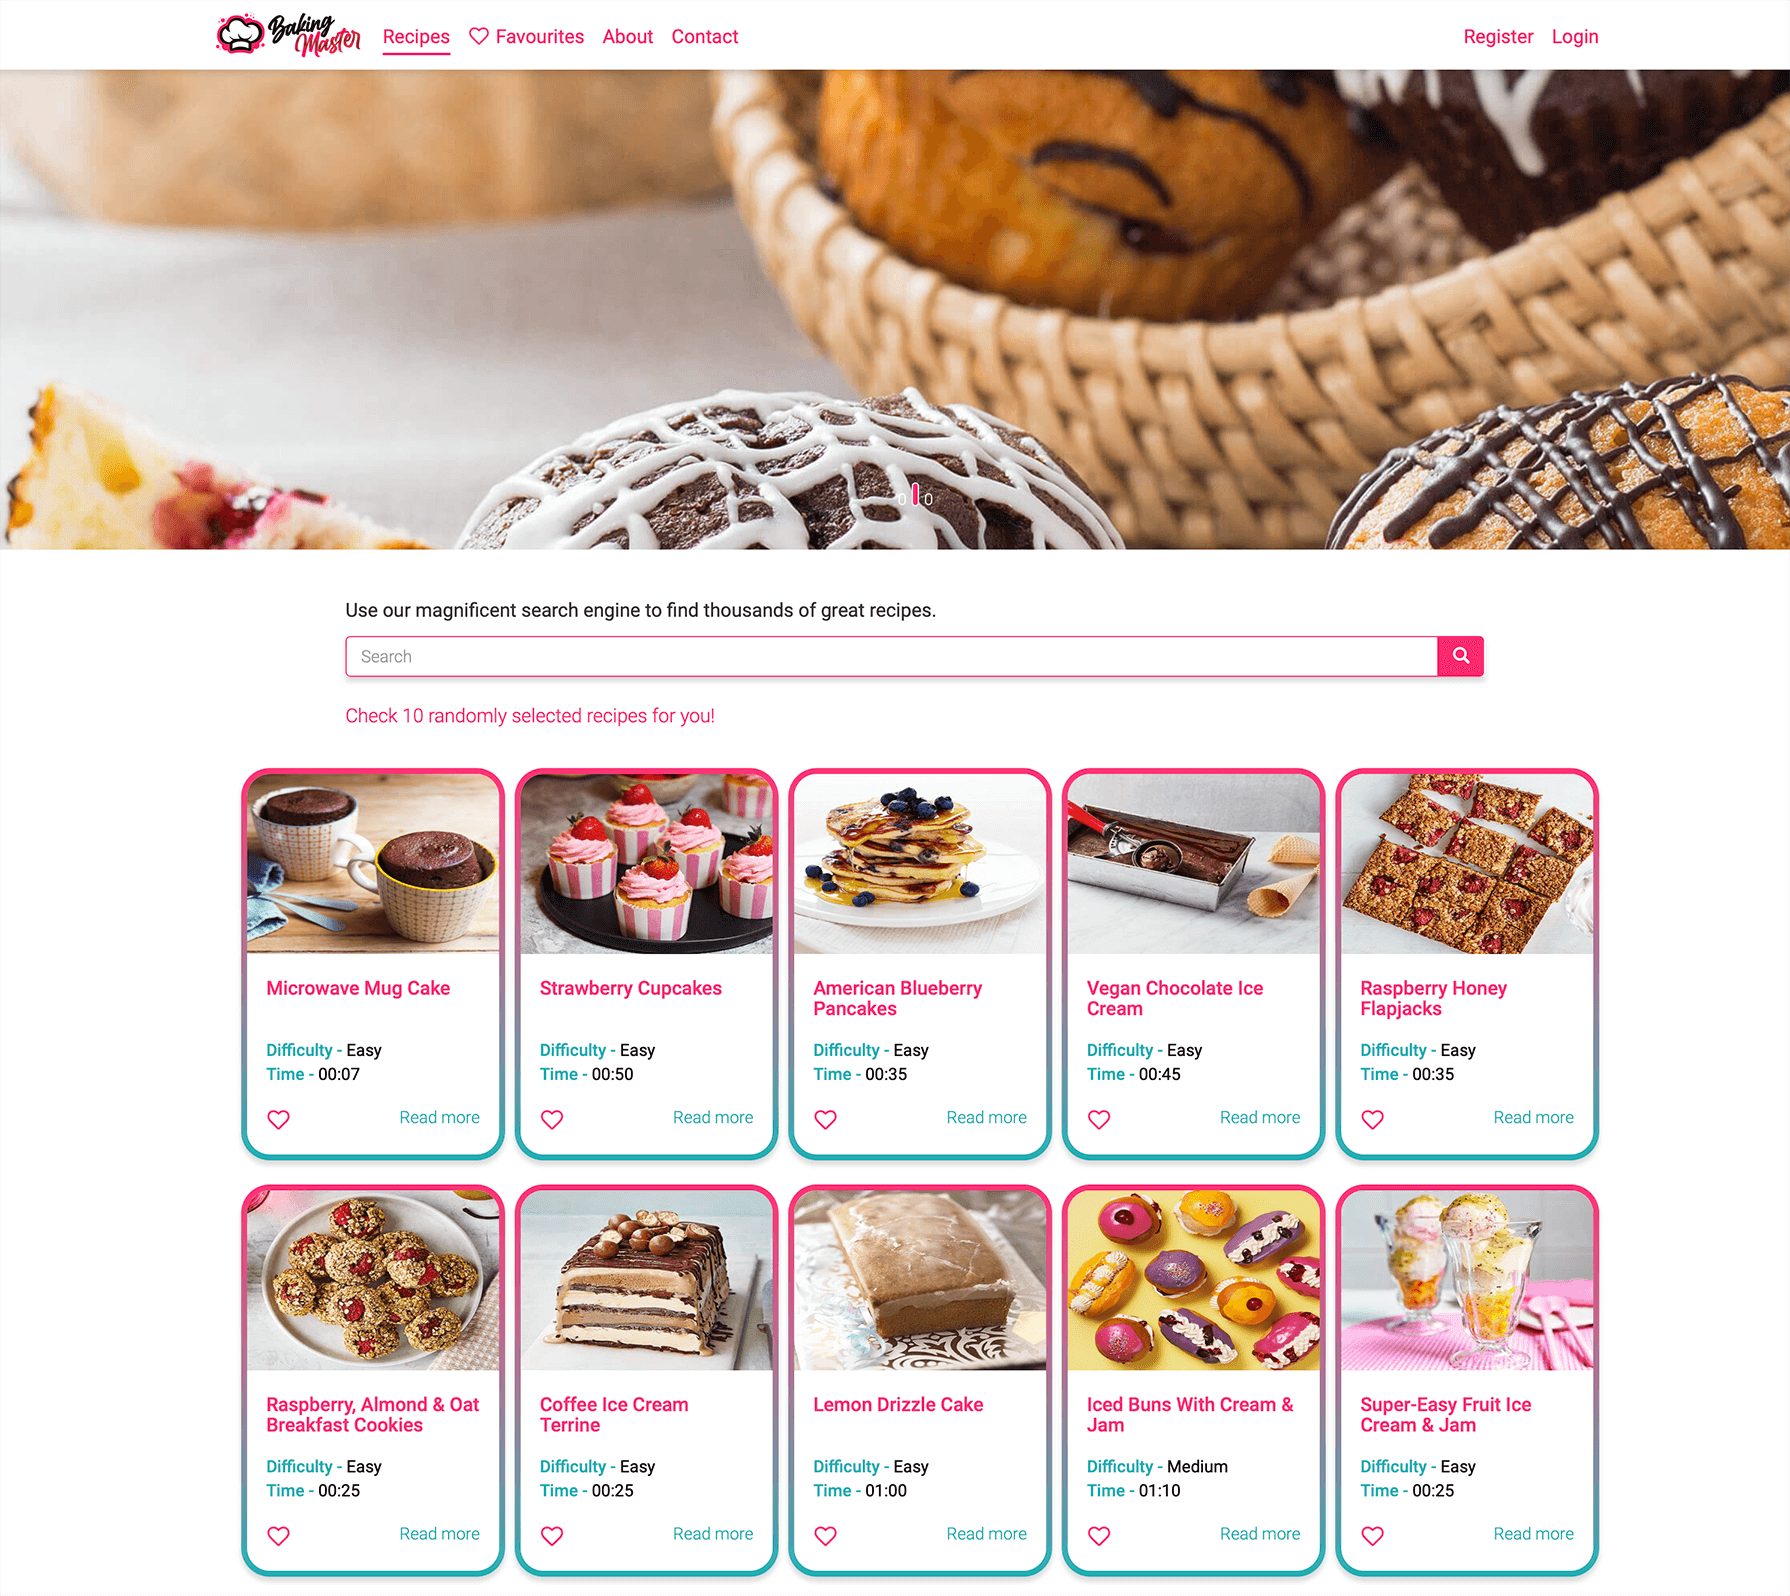 Baking
Master
Recipes Favourites About Contact Register Login
0 0
Use our magnificent search engine to find thousands of great recipes.
Search
Check 10 randomly selected recipes for you!
Microwave Mug Cake
Difficulty - Easy
Time - 00:07
Read more
Strawberry Cupcakes
Difficulty - Easy
Time - 00:50
Read more
American Blueberry
Pancakes
Difficulty - Easy
Time - 00:35
Read more
Vegan Chocolate Ice
Cream
Difficulty - Easy
Time - 00:45
Read more
Raspberry Honey
Flapjacks
Difficulty - Easy
Time - 00:35
Read more
Raspberry, Almond & Oat
Breakfast Cookies
Difficulty - Easy
Time - 00:25
Read more
Coffee Ice Cream
Terrine
Difficulty - Easy
Time - 00:25
Read more
Lemon Drizzle Cake
Difficulty - Easy
Time - 01:00
Read more
Iced Buns With Cream &
Jam
Difficulty - Medium
Time - 01:10
Read more
Super-Easy Fruit Ice
Cream & Jam
Difficulty - Easy
Time - 00:25
Read more